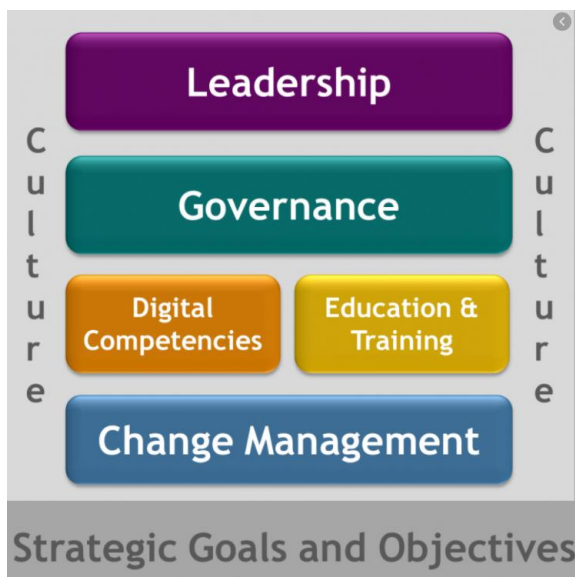 Leadership
Culture
Governance
Culture
Digital
Competencies
Education &
Training
Change Management
Strategic Goals and Objectives